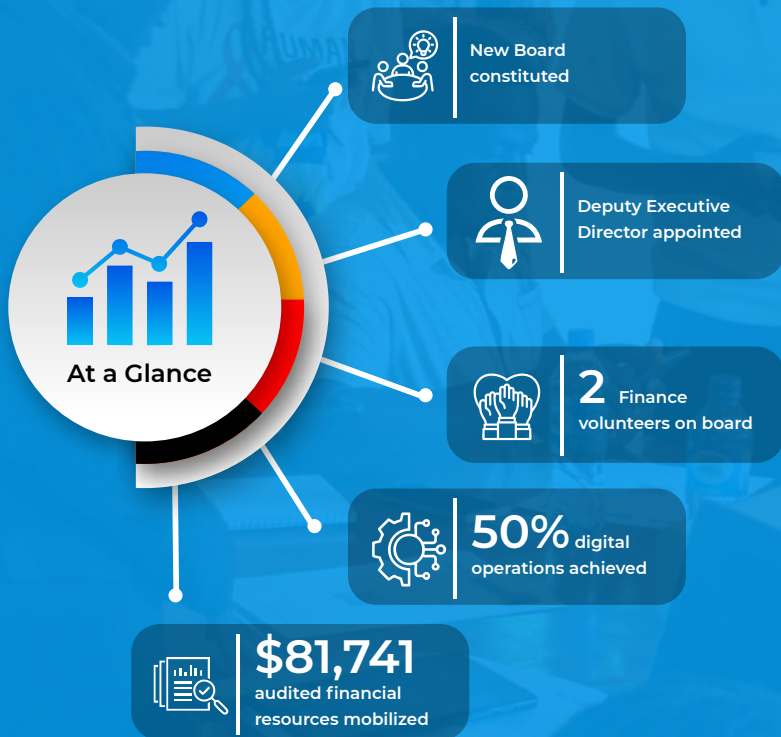 New Board
constituted
Deputy Executive
Director appointed
At a Glance
2 Finance
volunteers on board
50% digital
operations achieved
$81,741
audited financial
resources mobilized